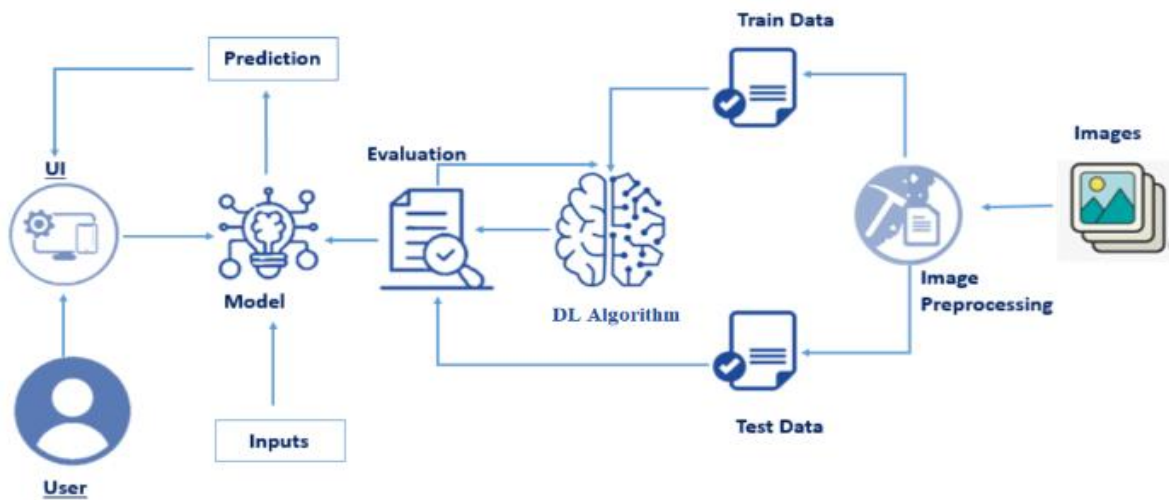 Train Data
Prediction
Images
Evaluation
UI
Model
DL Algorithm
Image
Preprocessing
Inputs
Test Data
User